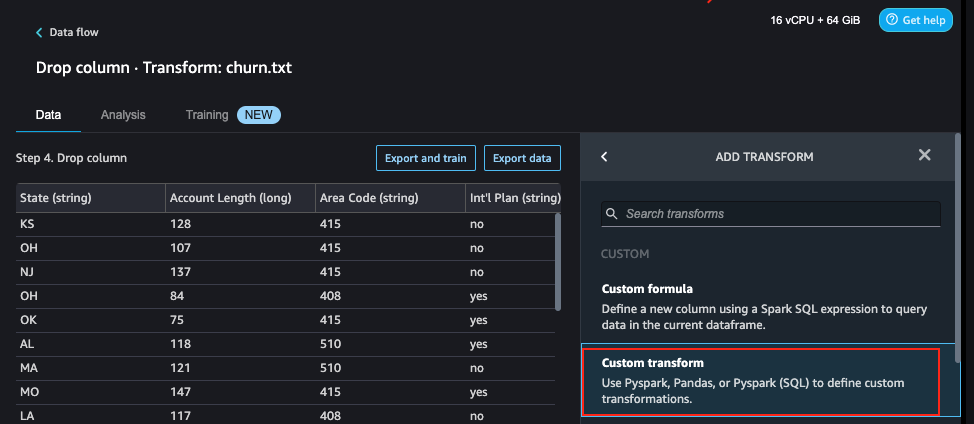 16 vCPU + 64 GiB
Get help
Data flow
Drop column · Transform: churn.txt
Data Analysis Training NEW
Step 4. Drop column
Export and train
Export data
State (string) Account Length (long) Area Code (string) Int'l Plan (string)
KS 128 415 no
OH 107 415 no
NJ 137 415 no
OH 84 408 yes
OK 75 415 yes
AL 118 510 yes
MA 121 510 no
MO 147 415 yes
LA 117 408 no
ADD TRANSFORM
Search transforms
CUSTOM
Custom formula
Define a new column using a Spark SQL expression to query
data in the current dataframe.
Custom transform
Use Pyspark, Pandas, or Pyspark (SQL) to define custom
transformations.